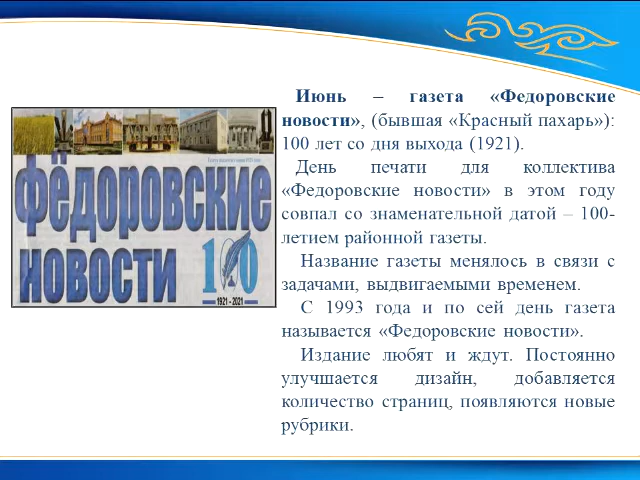 Фёдоровские
новости
100
1921 - 2021
Июнь – газета «Федоровские
новости», (бывшая «Красный пахарь»):
100 лет со дня выхода (1921).
День печати для коллектива
«Федоровские новости» в этом году
совпал со знаменательной датой – 100-
летием районной газеты.
Название газеты менялось в связи с
задачами, выдвигаемыми временем.
С 1993 года и по сей день газета
называется «Федоровские новости».
Издание любят и ждут. Постоянно
улучшается дизайн, добавляется
количество страниц, появляются новые
рубрики.